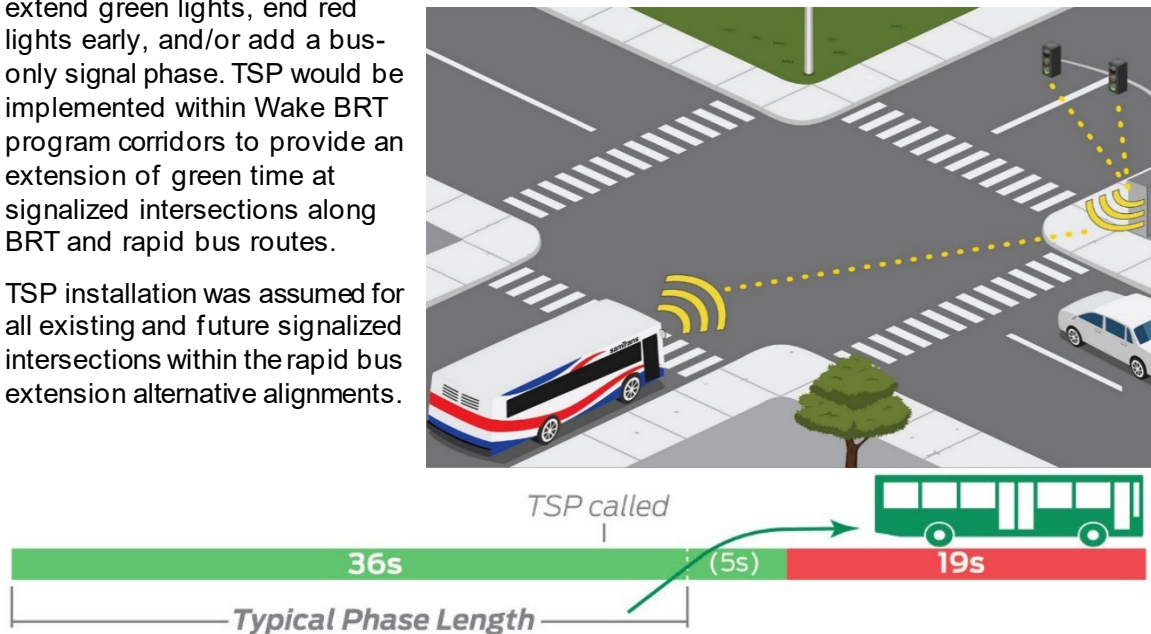 extend green lights, end red
lights early, and/or add a bus-
only signal phase. TSP would be
implemented within Wake BRT
program corridors to provide an
extension of green time at
signalized intersections along
BRT and rapid bus routes.
TSP installation was assumed for
all existing and future signalized
intersections within the rapid bus
extension alternative alignments.
samTrans
TSP called
36s
(5s)
19s
Typical Phase Length